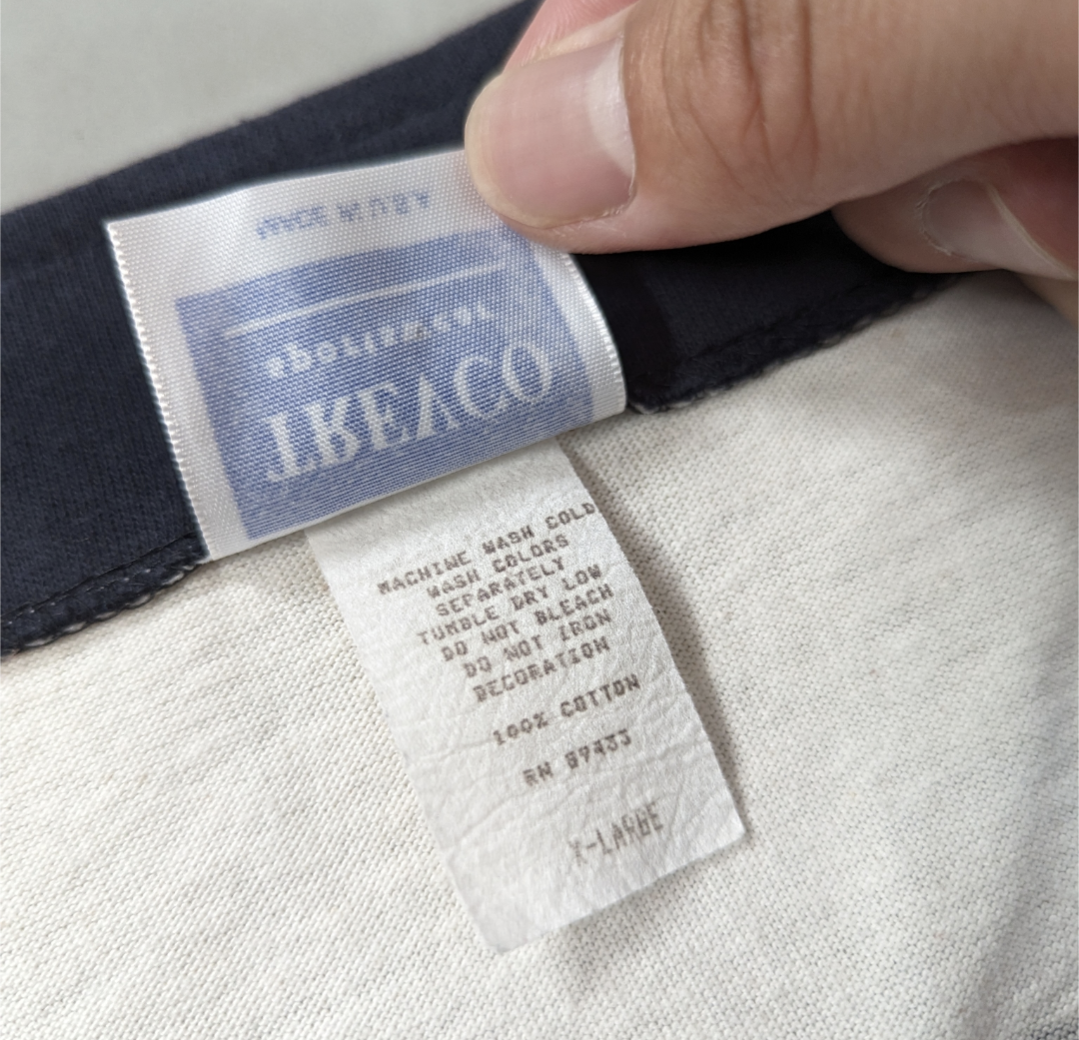 MACHINE WASH COLD
WASH COLORS
SEPARATELY
TUMBLE DRY LOW
DO NOT BLEACH
DO NOT IRON
DECORATION
100% COTTON
RN
X-LARGE